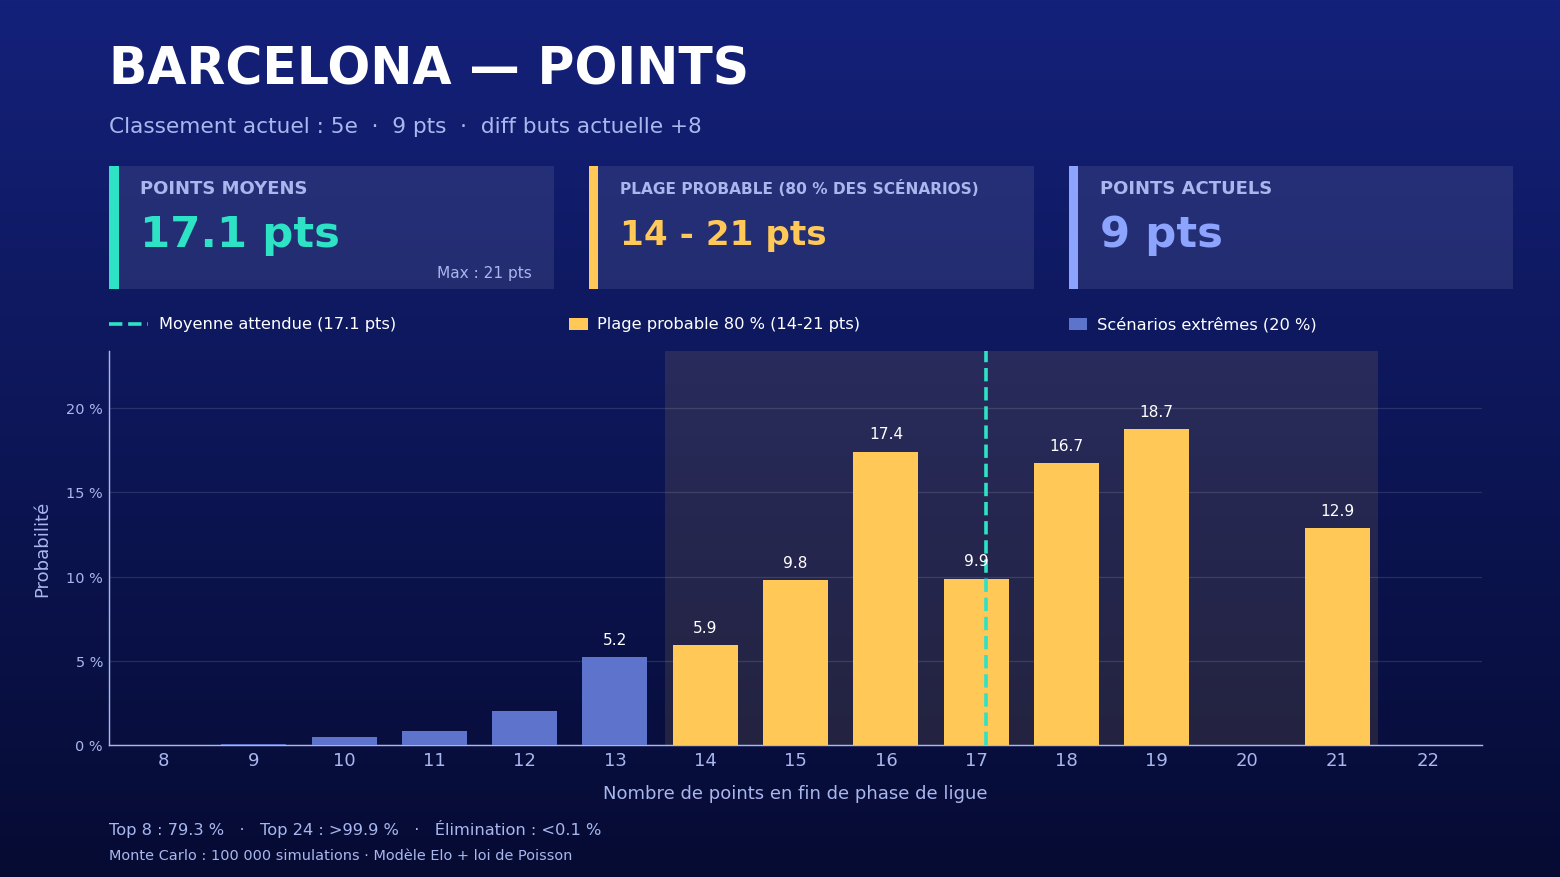 BARCELONA — POINTS
Classement actuel : 5e · 9 pts · diff buts actuelle +8
POINTS MOYENS
17.1 pts
Max : 21 pts
PLAGE PROBABLE (80 % DES SCÉNARIOS)
14 - 21 pts
POINTS ACTUELS
9 pts
Moyenne attendue (17.1 pts)
Plage probable 80 % (14-21 pts)
Scénarios extrêmes (20 %)
Probabilité
20 %
15 %
10 %
5 %
0 %
5.2
5.9
9.8
17.4
9.9
16.7
18.7
12.9
8 9 10 11 12 13 14 15 16 17 18 19 20 21 22
Nombre de points en fin de phase de ligue
Top 8 : 79.3 % · Top 24 : >99.9 % · Élimination : <0.1 %
Monte Carlo : 100 000 simulations · Modèle Elo + loi de Poisson